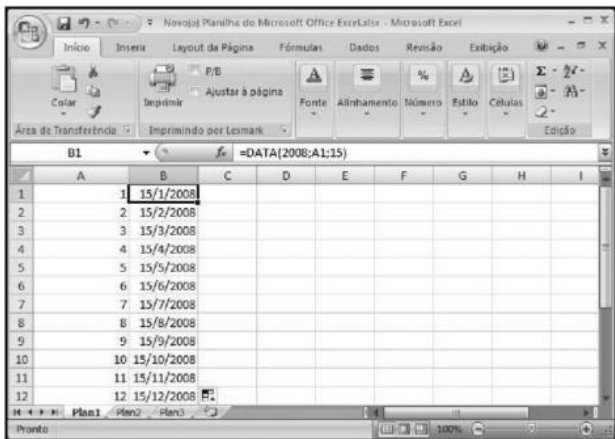 Novo(a) Planilha do Microsoft Office Excel.xlsx - Microsoft Excel
Início Inserir Layout da Página Fórmulas Dados Revisão Exibição
Colar
Área de Transferência
Imprimir
P/B
Ajustar à página
Imprimindo por Lexmark
Fonte
Alinhamento
Número
Estilo
Células
Σ
Edição
B1 fx =DATA(2008;A1;15)
A B C D E F G H I
1 1 15/1/2008
2 2 15/2/2008
3 3 15/3/2008
4 4 15/4/2008
5 5 15/5/2008
6 6 15/6/2008
7 7 15/7/2008
8 8 15/8/2008
9 9 15/9/2008
10 10 15/10/2008
11 11 15/11/2008
12 12 15/12/2008
Plan1 Plan2 Plan3
Pronto 100%